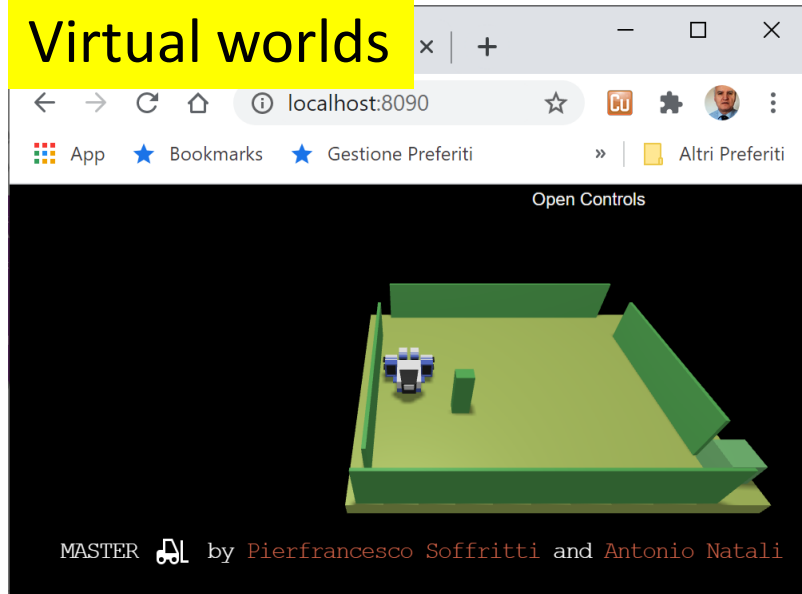 Virtual worlds
localhost:8090
Cu
App Bookmarks Gestione Preferiti » Altri Preferiti
Open Controls
MASTER by Pierfrancesco Soffritti and Antonio Natali